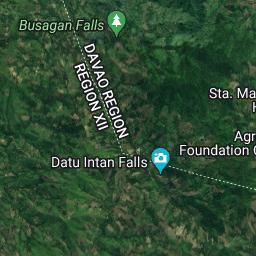 Busagan Falls
DAVAO REGION
REGION XII
Sta. Ma
H
Agr
Foundation C
Datu Intan Falls